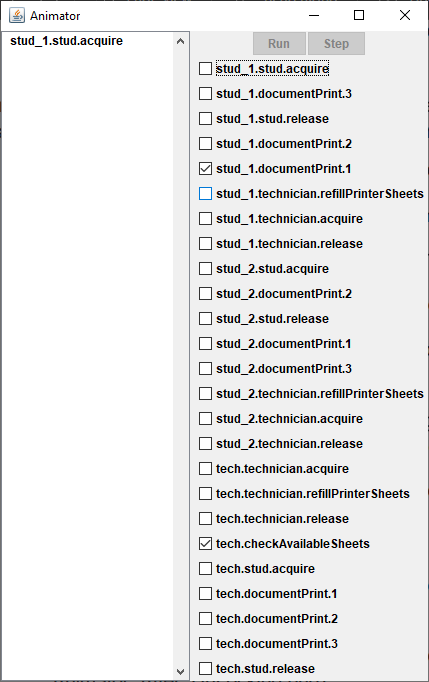 Animator
stud_1.stud.acquire
Run Step
stud_1.stud.acquire
stud_1.documentPrint.3
stud_1.stud.release
stud_1.documentPrint.2
stud_1.documentPrint.1
stud_1.technician.refillPrinterSheets
stud_1.technician.acquire
stud_1.technician.release
stud_2.stud.acquire
stud_2.documentPrint.2
stud_2.stud.release
stud_2.documentPrint.1
stud_2.documentPrint.3
stud_2.technician.refillPrinterSheets
stud_2.technician.acquire
stud_2.technician.release
tech.technician.acquire
tech.technician.refillPrinterSheets
tech.technician.release
tech.checkAvailableSheets
tech.stud.acquire
tech.documentPrint.1
tech.documentPrint.2
tech.documentPrint.3
tech.stud.release